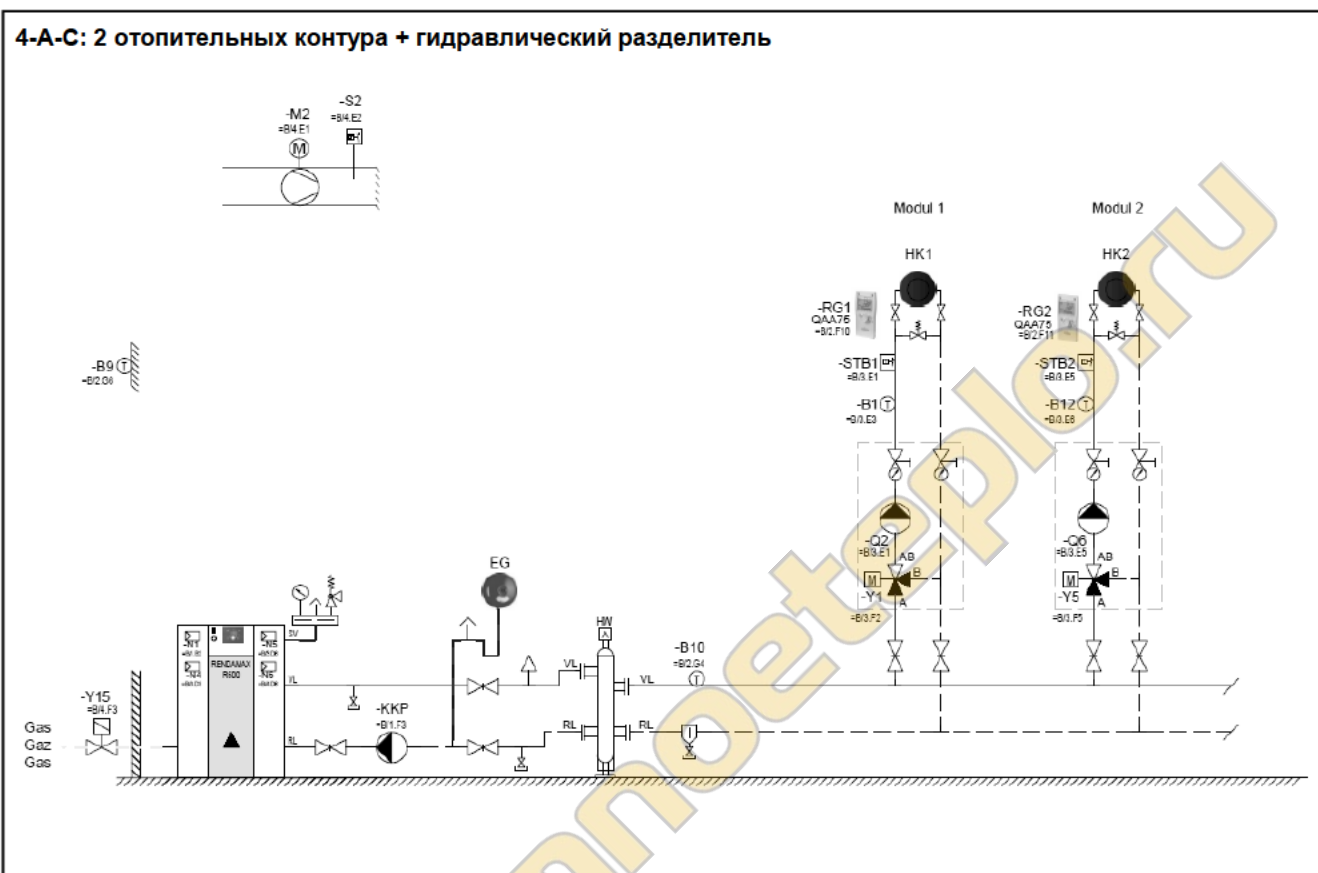 4-A-C: 2 отопительных контура + гидравлический разделитель
-M2
=B/4.E1
M
-S2
=B/4.E2
Modul 1
Modul 2
HK1
HK2
-RG1
QAA75
=B/2.F10
-RG2
QAA75
=B/2.F11
-B9
T
=B/2.G6
-STB1
=B/3.E1
-STB2
=B/3.E5
-B1
T
=B/3.E3
-B12
T
=B/3.E6
-Q2
=B/3.E1
AB
B
M
-Y1
A
=B/3.F2
-Q6
=B/3.E5
AB
B
M
-Y5
A
=B/3.F5
EG
HW
SV
-N1
-N5
RENDAMAX
R600
-N4
-N6
VL
VL
VL
-B10
=B/2.G4
T
-Y15
=B/4.F3
-KKP
=B/1.F3
RL
RL
RL
Gas
Gaz
Gas
nnoeteplo.ru